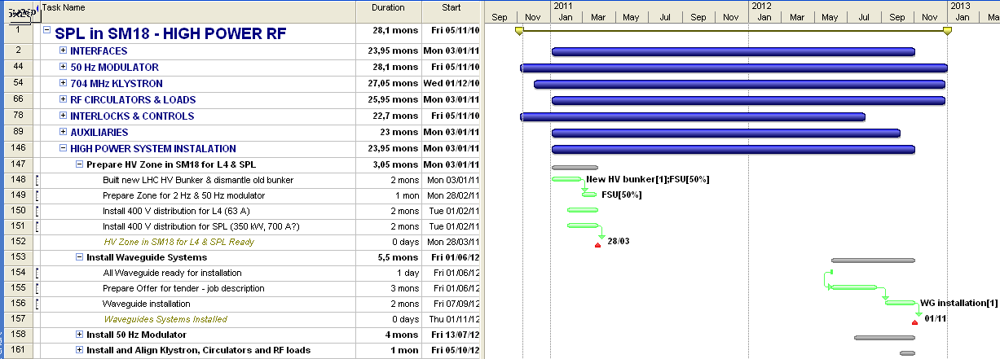 Task Name Duration Start
2011 2012 2013
Sep Nov Jan Mar May Jul Sep Nov Jan Mar May Jul Sep Nov Jan Ma
1 SPL in SM18 - HIGH POWER RF 28,1 mons Fri 05/11/10
2 INTERFACES 23,95 mons Mon 03/01/11
44 50 Hz MODULATOR 28,1 mons Fri 05/11/10
54 704 MHz KLYSTRON 27,05 mons Wed 01/12/10
66 RF CIRCULATORS & LOADS 25,95 mons Mon 03/01/11
78 INTERLOCKS & CONTROLS 22,7 mons Fri 05/11/10
89 AUXILIARIES 23 mons Mon 03/01/11
146 HIGH POWER SYSTEM INSTALATION 23,95 mons Mon 03/01/11
147 Prepare HV Zone in SM18 for L4 & SPL 3,05 mons Mon 03/01/11
148 Built new LHC HV Bunker & dismantle old bunker 2 mons Mon 03/01/11 New HV bunker[1];FSU[50%]
149 Prepare Zone for 2 Hz & 50 Hz modulator 1 mon Mon 28/02/11 FSU[50%]
150 Install 400 V distribution for L4 (63 A) 2 mons Tue 01/02/11
151 Install 400 V distribution for SPL (350 kW, 700 A?) 2 mons Tue 01/02/11
152 HV Zone in SM18 for L4 & SPL Ready 0 days Mon 28/03/11 28/03
153 Install Waveguide Systems 5,5 mons Fri 01/06/12
154 All Waveguide ready for installation 1 day Fri 01/06/12
155 Prepare Offer for tender - job description 3 mons Fri 01/06/12
156 Waveguide installation 2 mons Fri 07/09/12 WG installation[1]
157 Waveguides Systems Installed 0 days Thu 01/11/12 01/11
158 Install 50 Hz Modulator 4 mons Fri 13/07/12
161 Install and Align Klystron, Circulators and RF loads 1 mon Fri 05/10/12